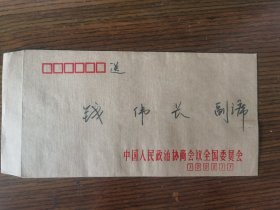 送
钱 伟 长 副 席
中国人民政治协商会议全国委员会